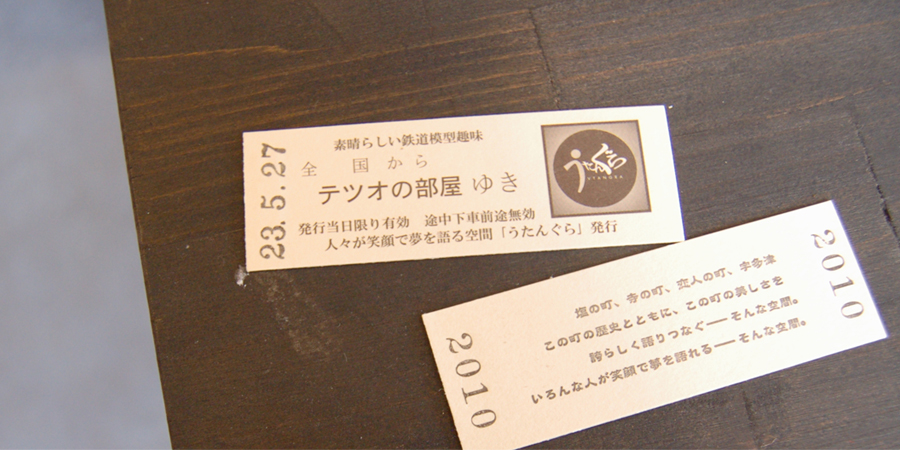 23.5.27
素晴らしい鉄道模型趣味
全 国 か ら
テツオの部屋 ゆき
発行当日限り有効 途中下車前途無効
人々が笑顔で夢を語る空間「うたんぐら」発行
うたんぐら
UTANGRA
2010
塩の町、寺の町、恋人の町、宇多津
この町の歴史とともに、この町の美しさを
誇らしく語りつなぐ――そんな空間。
いろんな人が笑顔で夢を語れる――そんな空間。
2010